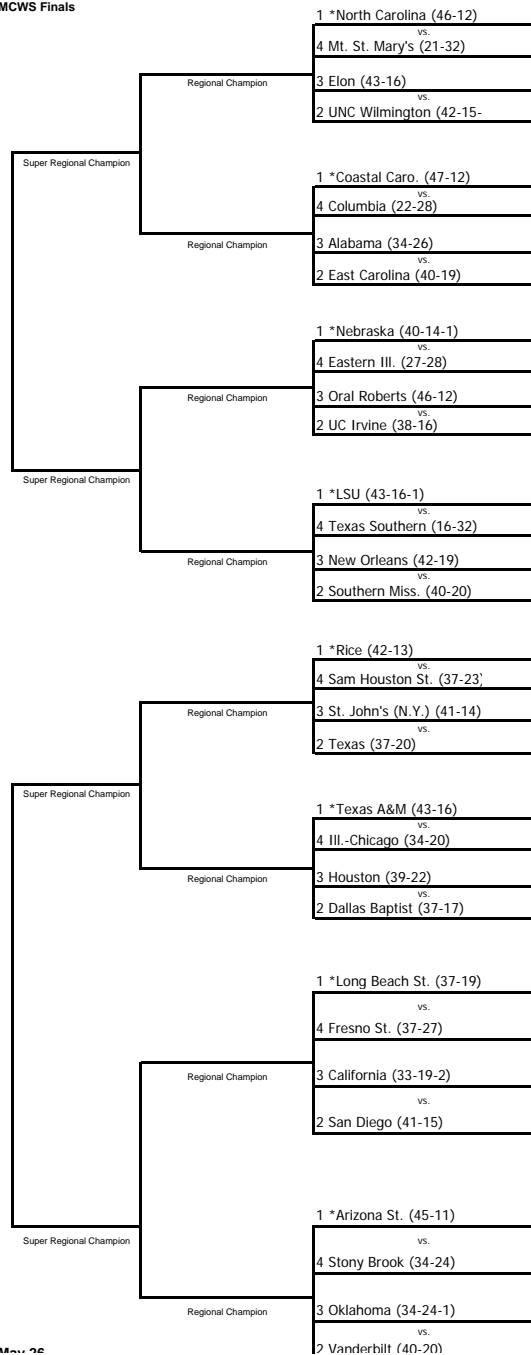 MCWS Finals
1 *North Carolina (46-12)
vs.
4 Mt. St. Mary's (21-32)
Regional Champion
3 Elon (43-16)
vs.
2 UNC Wilmington (42-15-
Super Regional Champion
1 *Coastal Caro. (47-12)
vs.
4 Columbia (22-28)
Regional Champion
3 Alabama (34-26)
vs.
2 East Carolina (40-19)
1 *Nebraska (40-14-1)
vs.
4 Eastern Ill. (27-28)
Regional Champion
3 Oral Roberts (46-12)
vs.
2 UC Irvine (38-16)
Super Regional Champion
1 *LSU (43-16-1)
vs.
4 Texas Southern (16-32)
Regional Champion
3 New Orleans (42-19)
vs.
2 Southern Miss. (40-20)
1 *Rice (42-13)
vs.
4 Sam Houston St. (37-23)
Regional Champion
3 St. John's (N.Y.) (41-14)
vs.
2 Texas (37-20)
Super Regional Champion
1 *Texas A&M (43-16)
vs.
4 Ill.-Chicago (34-20)
Regional Champion
3 Houston (39-22)
vs.
2 Dallas Baptist (37-17)
1 *Long Beach St. (37-19)
vs.
4 Fresno St. (37-27)
Regional Champion
3 California (33-19-2)
vs.
2 San Diego (41-15)
1 *Arizona St. (45-11)
Super Regional Champion
vs.
4 Stony Brook (34-24)
Regional Champion
3 Oklahoma (34-24-1)
vs.
May 26
2 Vanderbilt (40-20)